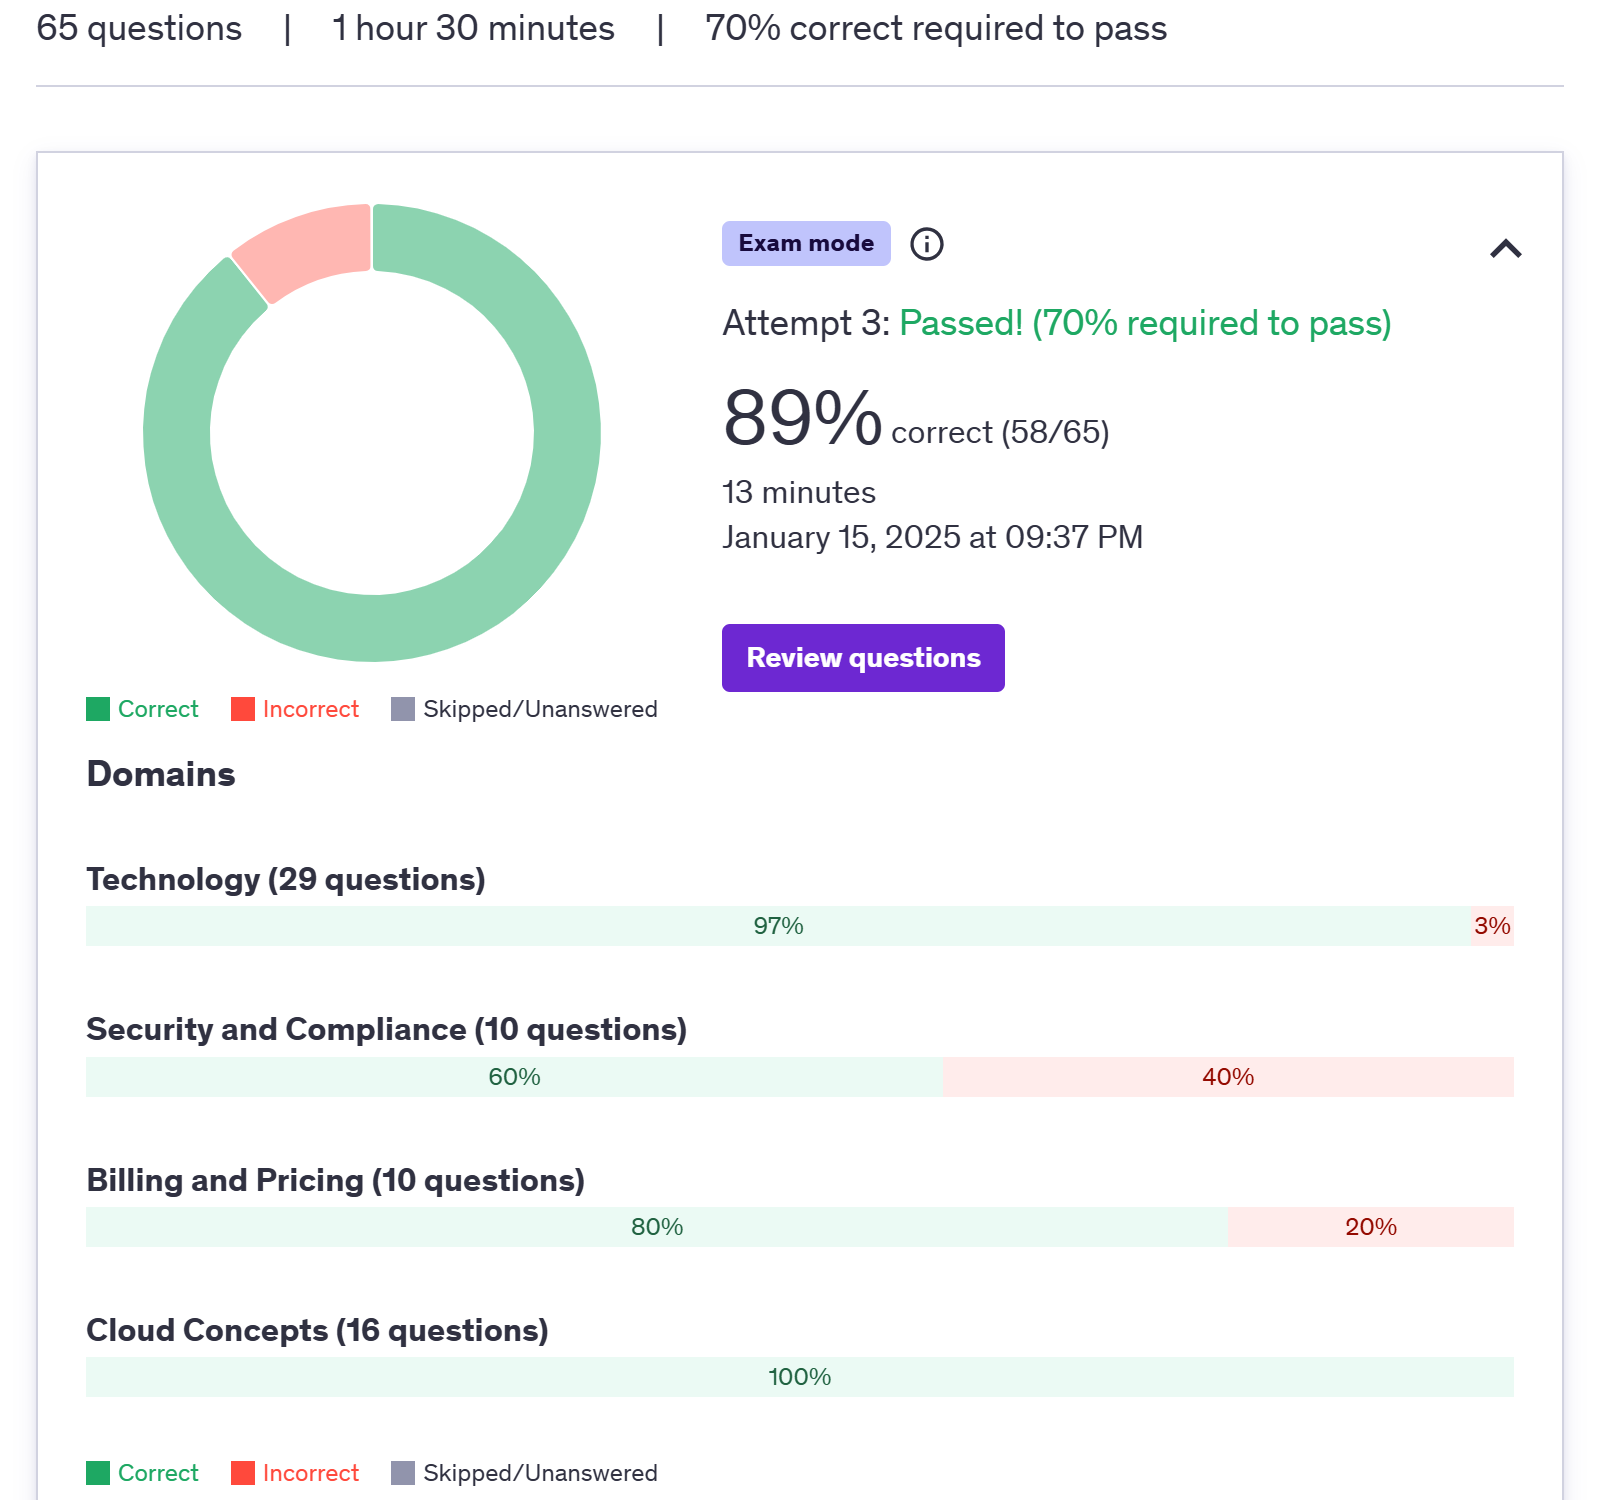 65 questions | 1 hour 30 minutes | 70% correct required to pass
Exam mode
Attempt 3: Passed! (70% required to pass)
89% correct (58/65)
13 minutes
January 15, 2025 at 09:37 PM
Review questions
Correct Incorrect Skipped/Unanswered
Domains
Technology (29 questions)
97% 3%
Security and Compliance (10 questions)
60% 40%
Billing and Pricing (10 questions)
80% 20%
Cloud Concepts (16 questions)
100%
Correct Incorrect Skipped/Unanswered